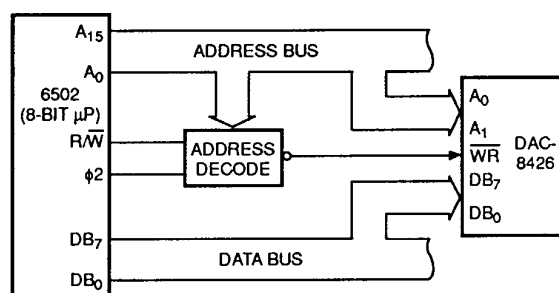 A15
ADDRESS BUS
A0
6502
(8-BIT µP)
R/W̅
ϕ2
ADDRESS
DECODE
A0
A1
W̅R̅
DAC-
8426
DB7
DB0
DB7
DATA BUS
DB0